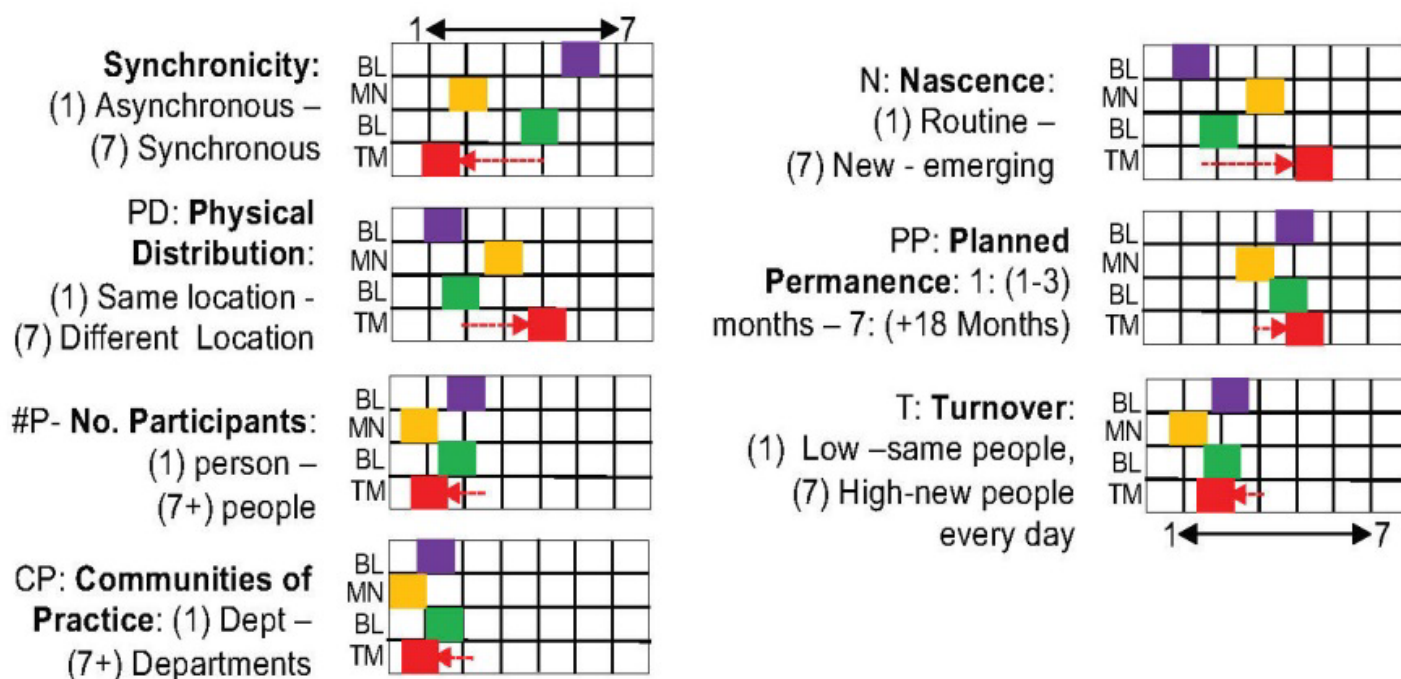 1 7
Synchronicity:
(1) Asynchronous –
(7) Synchronous
BL
MN
BL
TM
PD: Physical
Distribution:
(1) Same location -
(7) Different Location
BL
MN
BL
TM
#P- No. Participants:
(1) person –
(7+) people
BL
MN
BL
TM
CP: Communities of
Practice: (1) Dept –
(7+) Departments
BL
MN
BL
TM
N: Nascence:
(1) Routine –
(7) New - emerging
BL
MN
BL
TM
PP: Planned
Permanence: 1: (1-3)
months – 7: (+18 Months)
BL
MN
BL
TM
T: Turnover:
(1) Low –same people,
(7) High-new people
every day
BL
MN
BL
TM
1 7